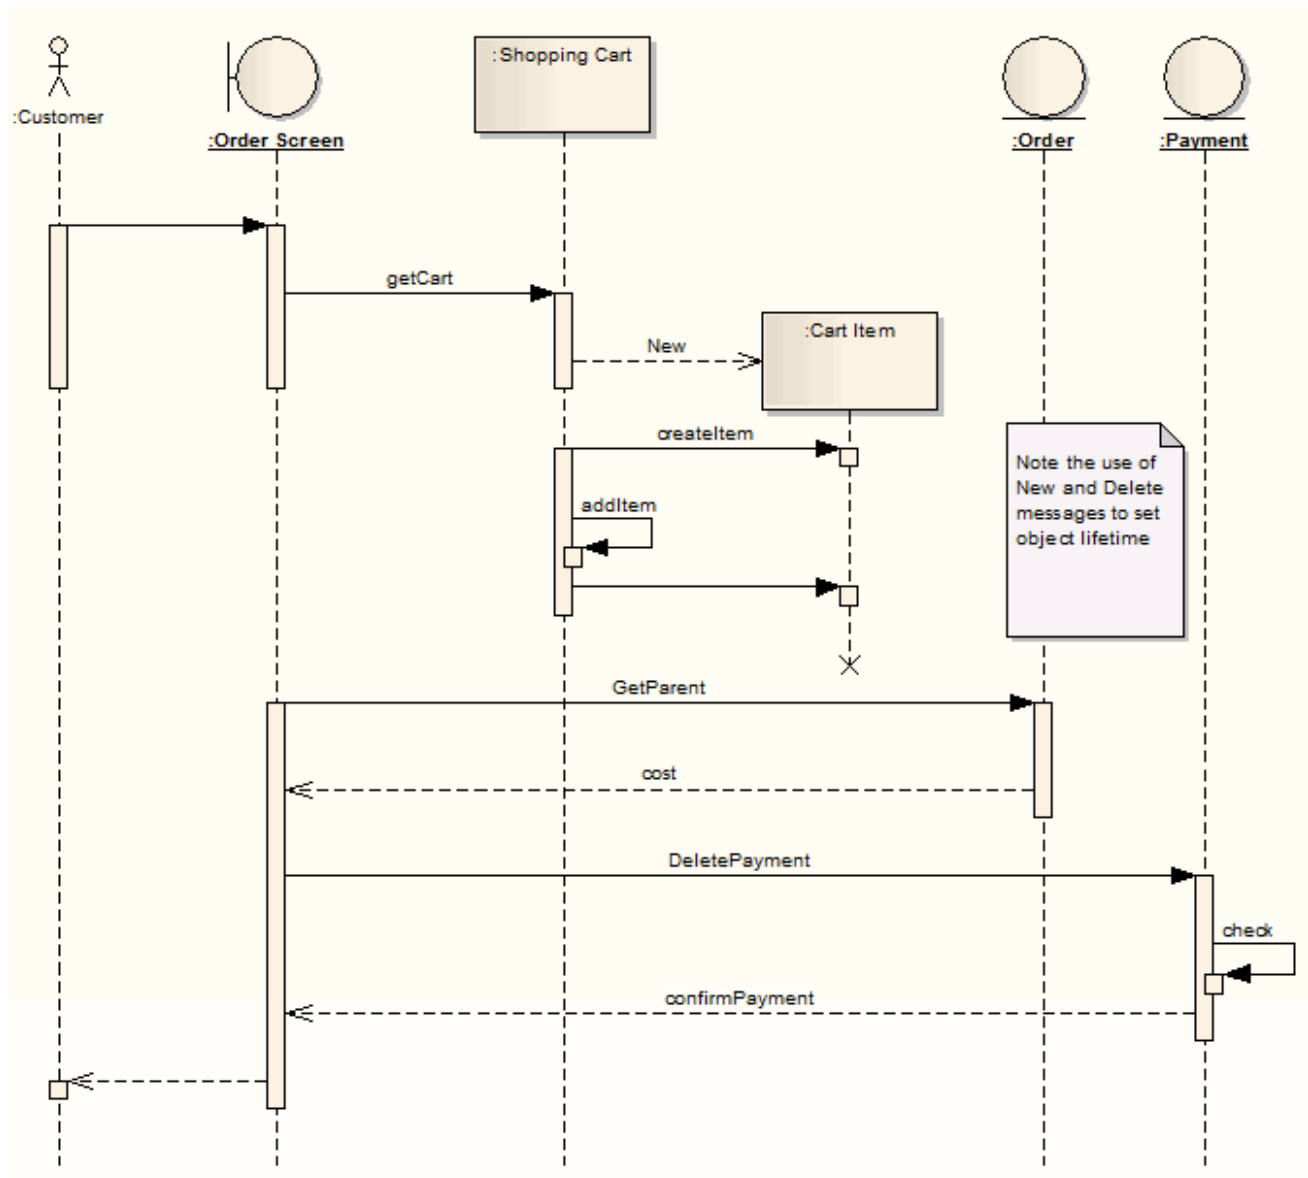 :Customer
:Order Screen
:Shopping Cart
:Order
:Payment
getCart
New
:Cart Item
createItem
addItem
Note the use of
New and Delete
messages to set
object lifetime
GetParent
cost
DeletePayment
check
confirmPayment